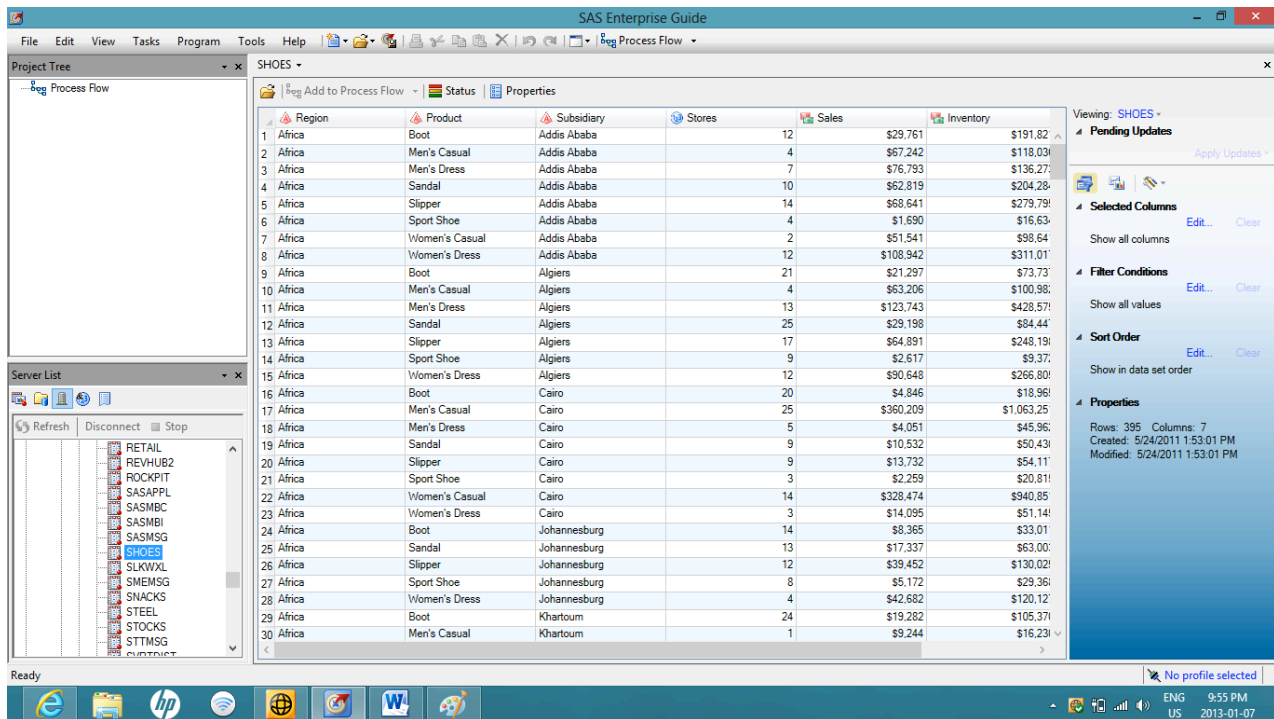 SAS Enterprise Guide
File Edit View Tasks Program Tools Help Process Flow
Project Tree
Process Flow
SHOES
Add to Process Flow Status Properties
Region Product Subsidiary Stores Sales Inventory
1 Africa Boot Addis Ababa 12 $29,761
2 Africa Men's Casual Addis Ababa 4 $67,242
3 Africa Men's Dress Addis Ababa 7 $76,793
4 Africa Sandal Addis Ababa 10 $62,819
5 Africa Slipper Addis Ababa 14 $68,641
6 Africa Sport Shoe Addis Ababa 4 $1,690
7 Africa Women's Casual Addis Ababa 2 $51,541
8 Africa Women's Dress Addis Ababa 12 $108,942
9 Africa Boot Algiers 21 $21,297
10 Africa Men's Casual Algiers 4 $63,206
11 Africa Men's Dress Algiers 13 $123,743
12 Africa Sandal Algiers 25 $29,198
13 Africa Slipper Algiers 17 $64,891
14 Africa Sport Shoe Algiers 9 $2,617
15 Africa Women's Dress Algiers 12 $90,648
16 Africa Boot Cairo 20 $4,846
17 Africa Men's Casual Cairo 25 $360,209
18 Africa Men's Dress Cairo 5 $4,051
19 Africa Sandal Cairo 9 $10,532
20 Africa Slipper Cairo 9 $13,732
21 Africa Sport Shoe Cairo 3 $2,259
22 Africa Women's Casual Cairo 14 $328,474
23 Africa Women's Dress Cairo 3 $14,095
24 Africa Boot Johannesburg 14 $8,365
25 Africa Sandal Johannesburg 13 $17,337
26 Africa Slipper Johannesburg 12 $39,452
27 Africa Sport Shoe Johannesburg 8 $5,172
28 Africa Women's Dress Johannesburg 4 $42,682
29 Africa Boot Khartoum 24 $19,282
30 Africa Men's Casual Khartoum 1 $9,244
Viewing: SHOES
Pending Updates
Apply Updates
Selected Columns
Edit... Clear
Show all columns
Filter Conditions
Edit... Clear
Show all values
Sort Order
Edit... Clear
Show in data set order
Properties
Rows: 395 Columns: 7
Created: 5/24/2011 1:53:01 PM
Modified: 5/24/2011 1:53:01 PM
Server List
Refresh Disconnect Stop
RETAIL
REVHUB2
ROCKPIT
SASAPPL
SASMBC
SASMBI
SASMSG
SHOES
SLKWXL
SMEMSG
SNACKS
STEEL
STOCKS
STTMSG
Ready
No profile selected
hp
ENG
US
9:55 PM
2013-01-07